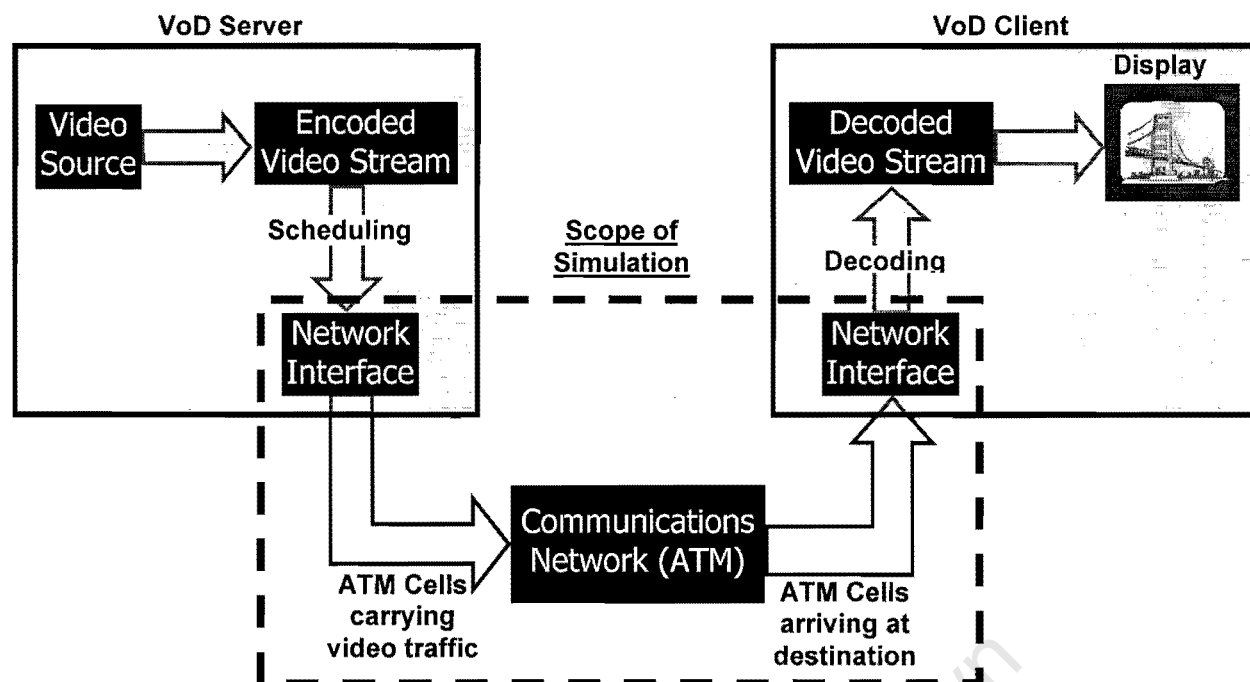 VoD Server
Video
Source
Encoded
Video Stream
Scheduling
Network
Interface
Scope of
Simulation
VoD Client
Display
Decoded
Video Stream
Decoding
Network
Interface
Communications
Network (ATM)
ATM Cells
carrying
video traffic
ATM Cells
arriving at
destination